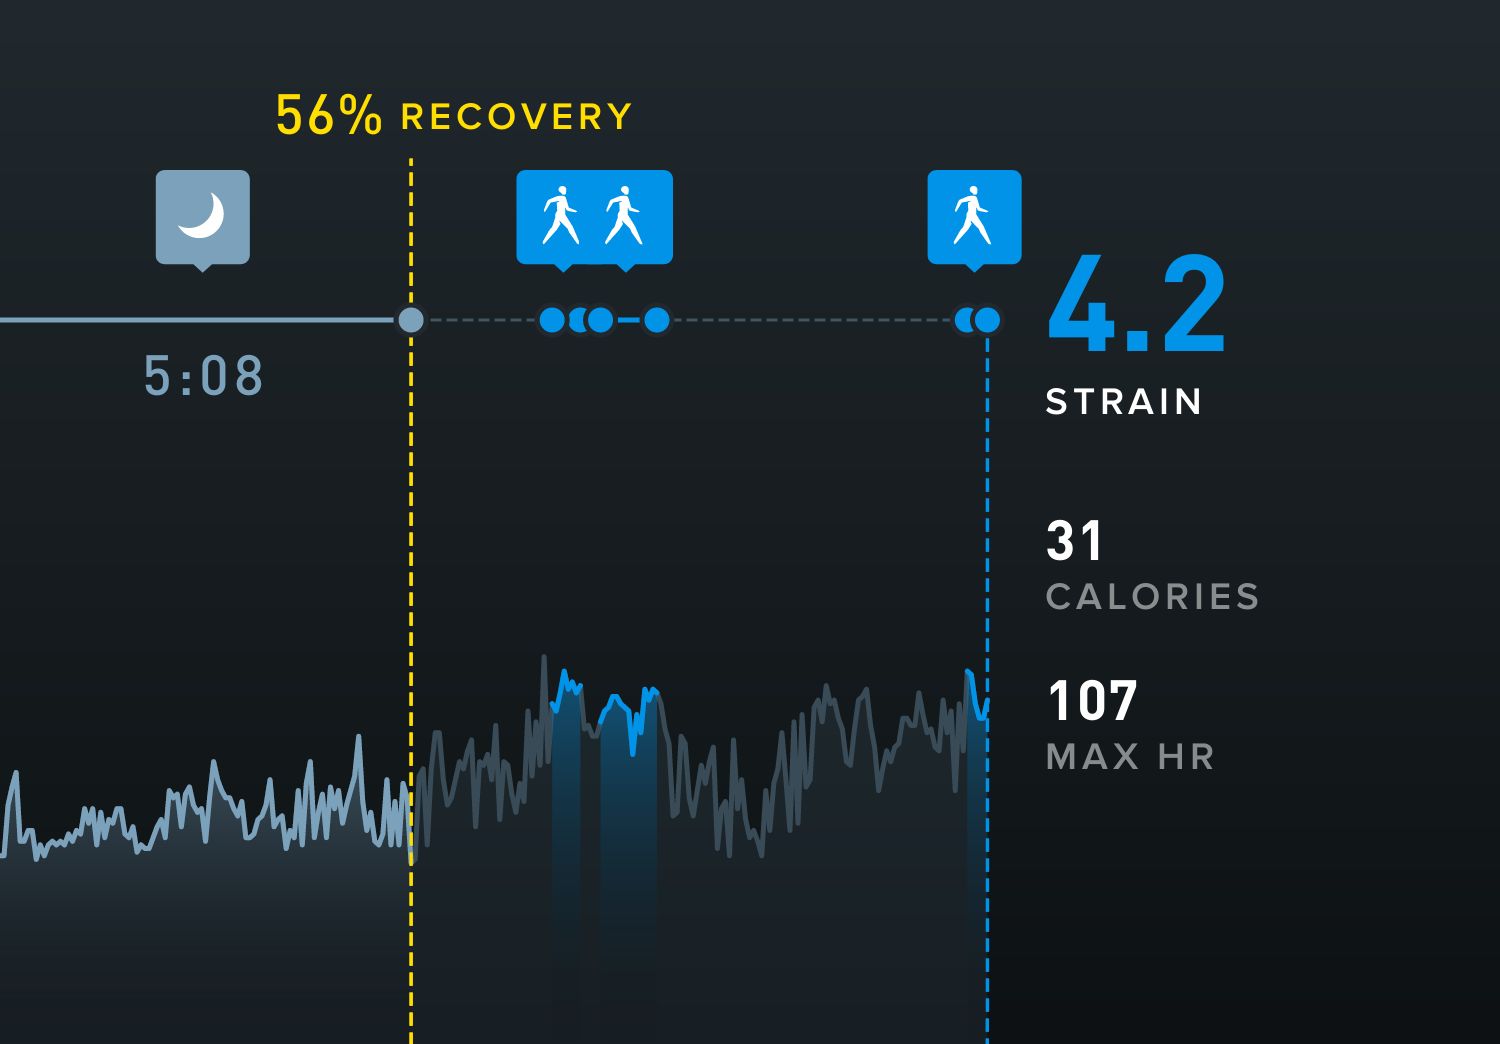 56% RECOVERY
5:08
4.2
STRAIN
31
CALORIES
107
MAX HR